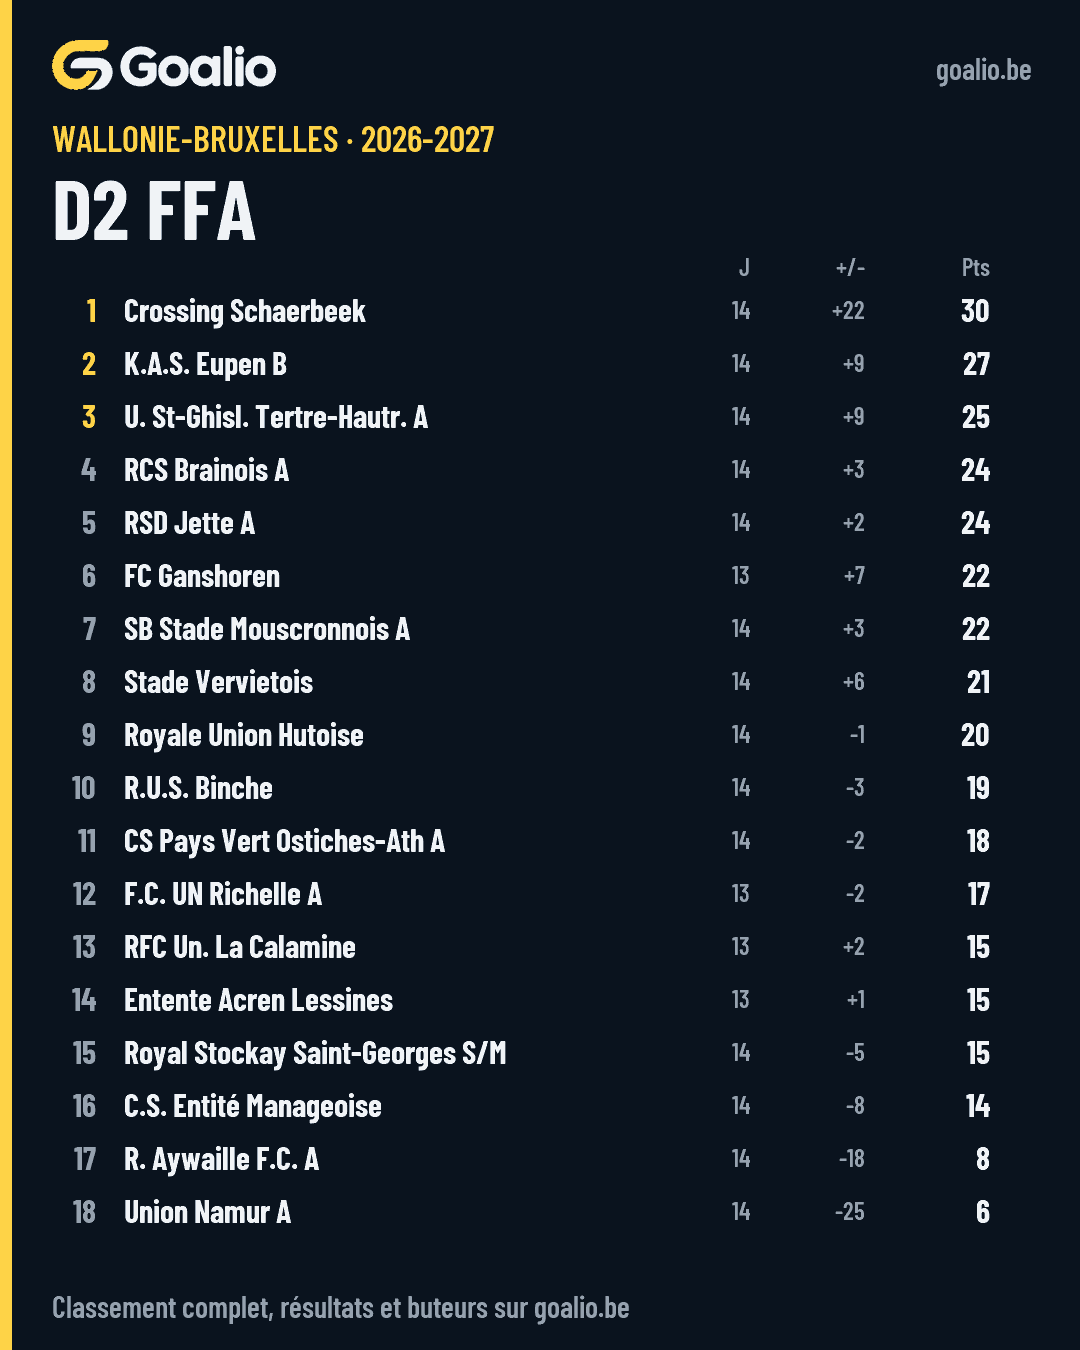 Goalio goalio.be
WALLONIE-BRUXELLES · 2026-2027
D2 FFA
J +/- Pts
1 Crossing Schaerbeek 14 +22 30
2 K.A.S. Eupen B 14 +9 27
3 U. St-Ghisl. Tertre-Hautr. A 14 +9 25
4 RCS Brainois A 14 +3 24
5 RSD Jette A 14 +2 24
6 FC Ganshoren 13 +7 22
7 SB Stade Mouscronnois A 14 +3 22
8 Stade Vervietois 14 +6 21
9 Royale Union Hutoise 14 -1 20
10 R.U.S. Binche 14 -3 19
11 CS Pays Vert Ostiches-Ath A 14 -2 18
12 F.C. UN Richelle A 13 -2 17
13 RFC Un. La Calamine 13 +2 15
14 Entente Acren Lessines 13 +1 15
15 Royal Stockay Saint-Georges S/M 14 -5 15
16 C.S. Entité Manageoise 14 -8 14
17 R. Aywaille F.C. A 14 -18 8
18 Union Namur A 14 -25 6
Classement complet, résultats et buteurs sur goalio.be